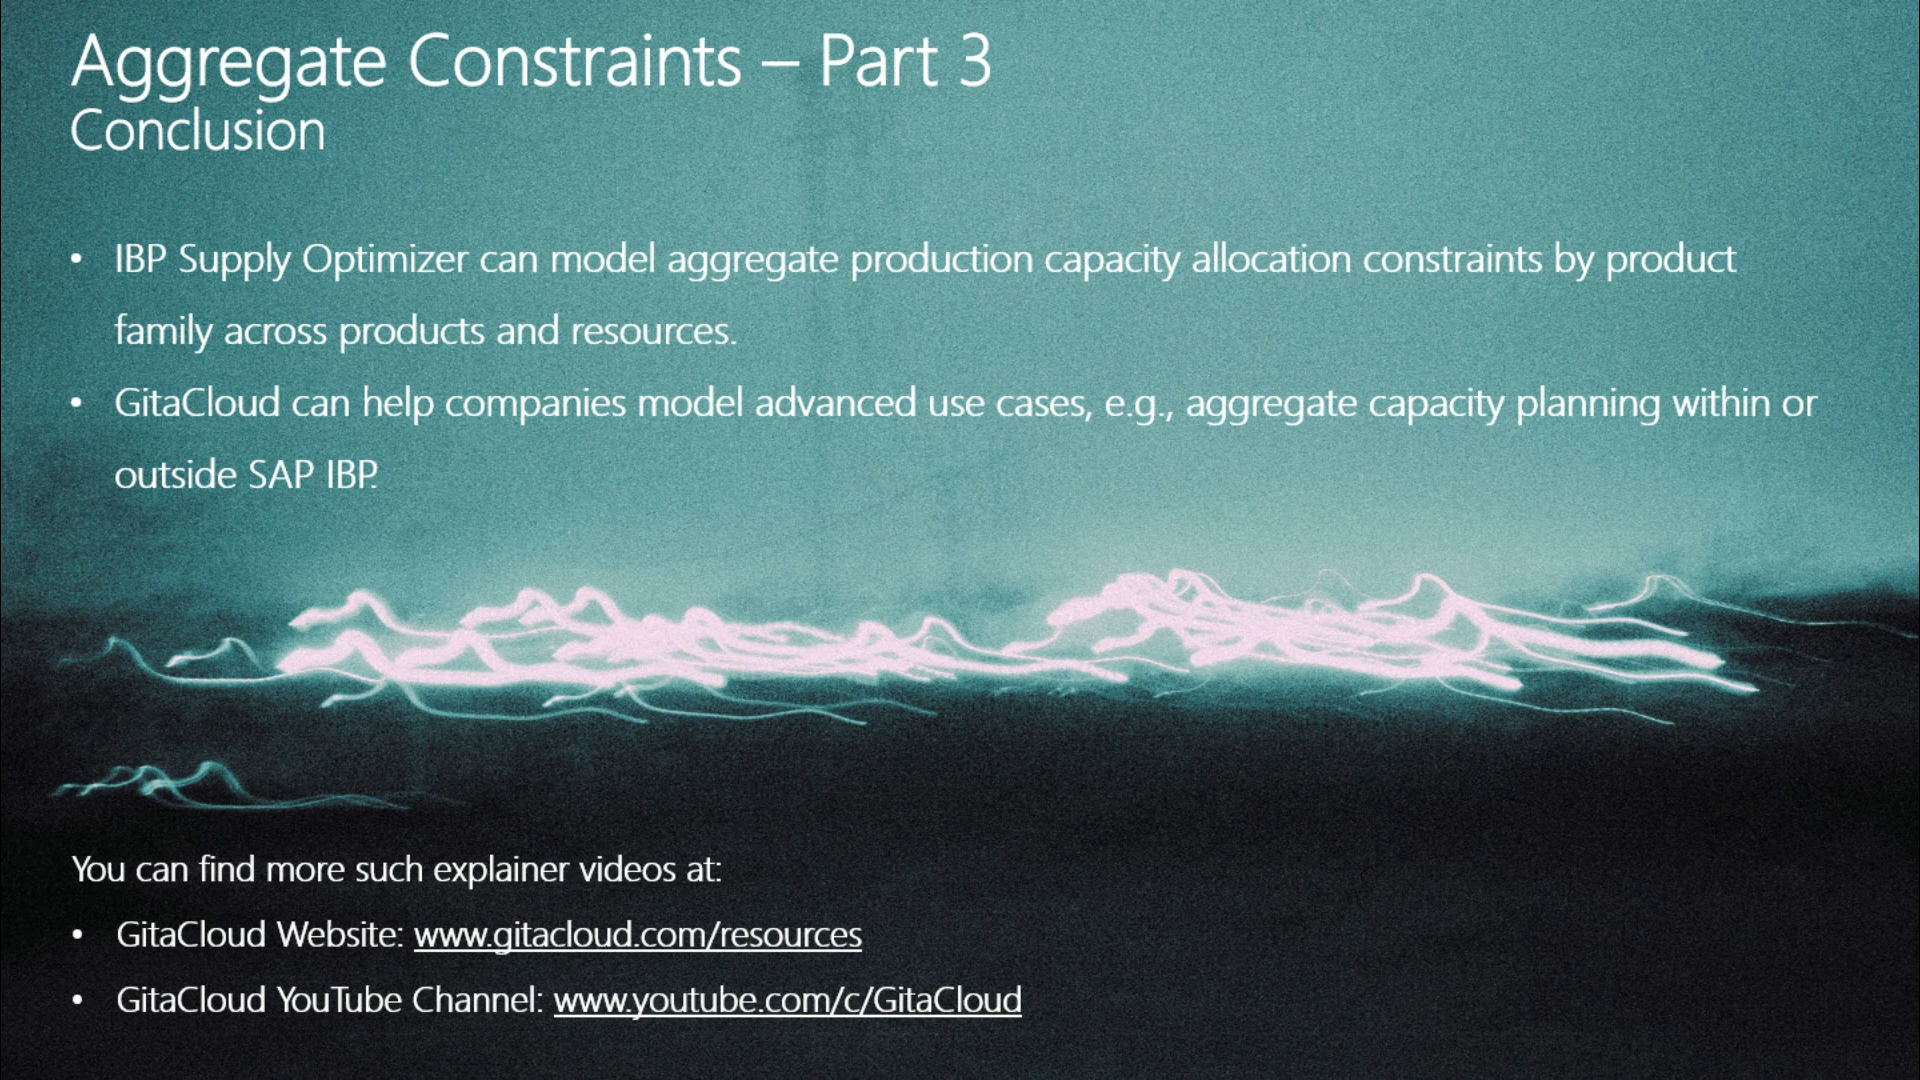 Aggregate Constraints – Part 3
Conclusion
• IBP Supply Optimizer can model aggregate production capacity allocation constraints by product
family across products and resources.
• GitaCloud can help companies model advanced use cases, e.g., aggregate capacity planning within or
outside SAP IBP.
You can find more such explainer videos at:
• GitaCloud Website: www.gitacloud.com/resources
• GitaCloud YouTube Channel: www.youtube.com/c/GitaCloud